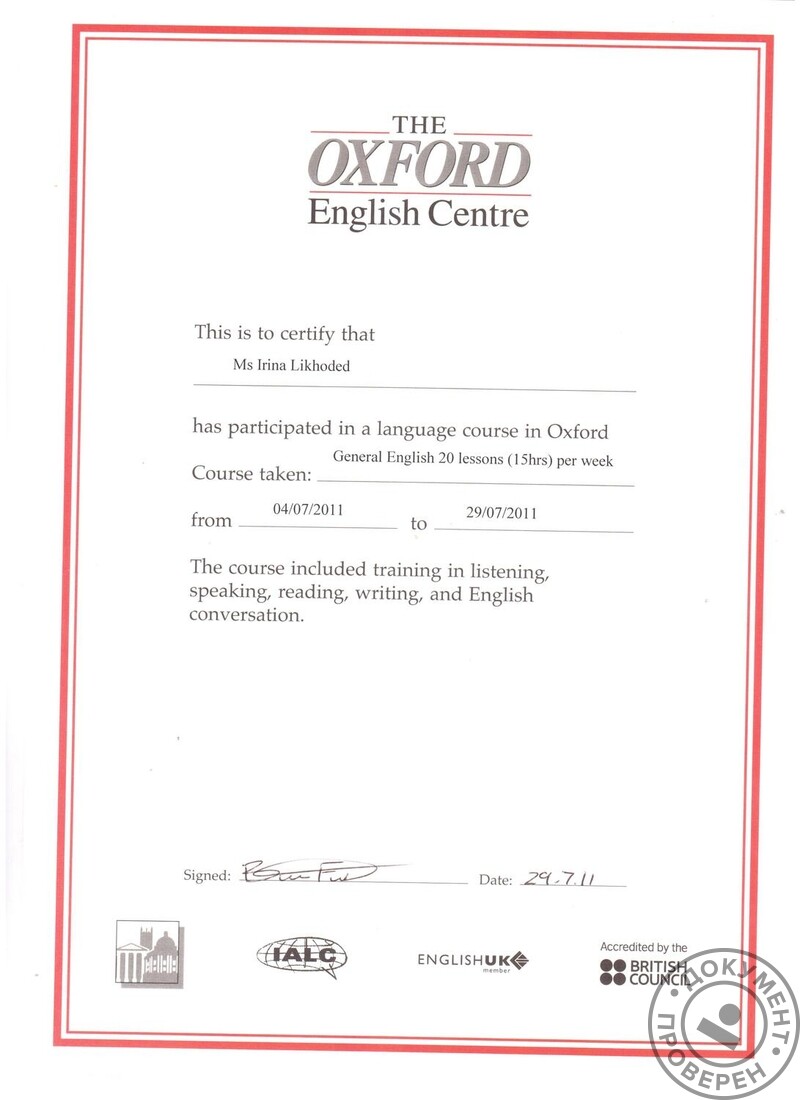 THE
OXFORD
English Centre
This is to certify that
Ms Irina Likhoded
has participated in a language course in Oxford
General English 20 lessons (15hrs) per week
Course taken:
04/07/2011 29/07/2011
from to
The course included training in listening,
speaking, reading, writing, and English
conversation.
Signed: Date: 29.7.11
IALC
ENGLISHUK
member
Accredited by the
BRITISH
COUNCIL
ДОКУМЕНТ
ПРОВЕРЕН